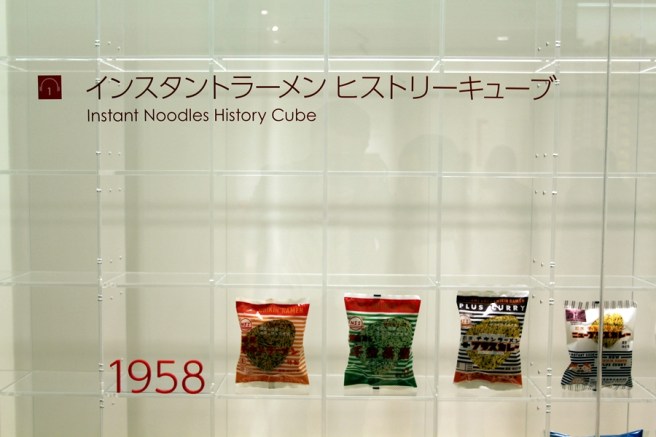 1
インスタントラーメン ヒストリーキューブ
Instant Noodles History Cube
PLUS CURRY
1958